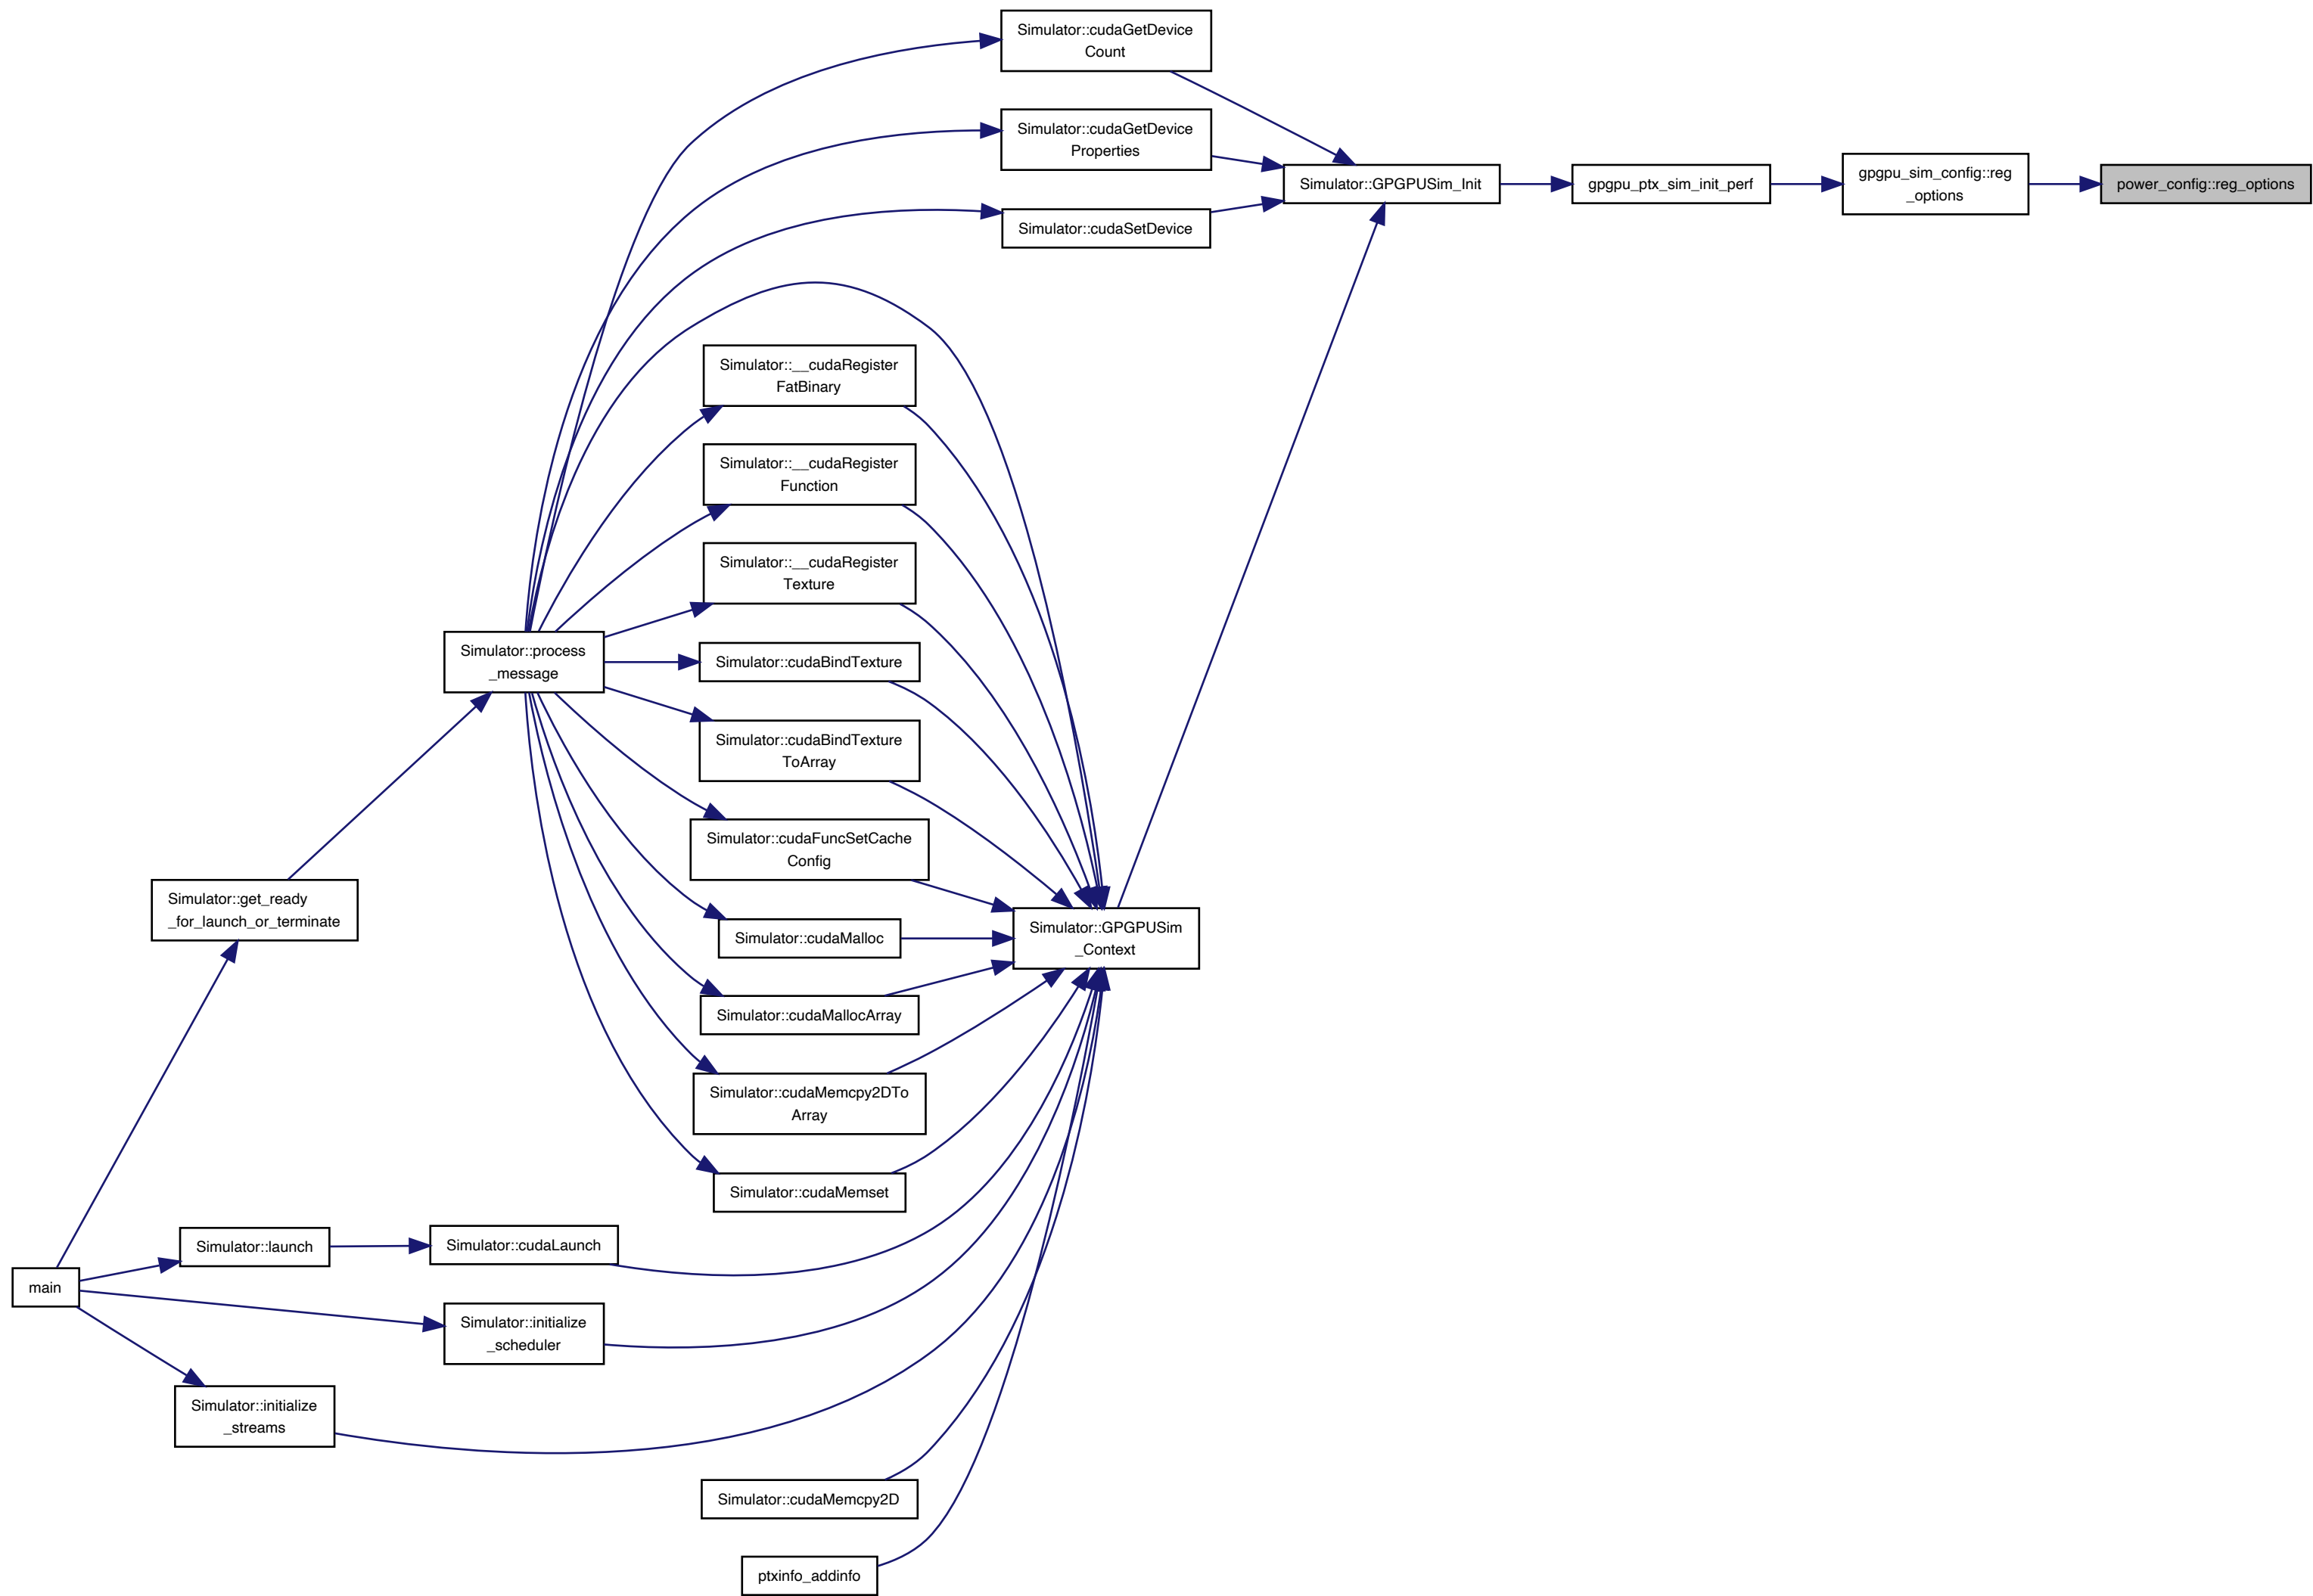 Simulator::cudaGetDevice
Count
Simulator::cudaGetDevice
Properties
Simulator::GPGPUSim_Init
gpgpu_ptx_sim_init_perf
gpgpu_sim_config::reg
_options
power_config::reg_options
Simulator::cudaSetDevice
Simulator::__cudaRegister
FatBinary
Simulator::__cudaRegister
Function
Simulator::__cudaRegister
Texture
Simulator::process
_message
Simulator::cudaBindTexture
Simulator::cudaBindTexture
ToArray
Simulator::cudaFuncSetCache
Config
Simulator::get_ready
_for_launch_or_terminate
Simulator::cudaMalloc
Simulator::GPGPUSim
_Context
Simulator::cudaMallocArray
Simulator::cudaMemcpy2DTo
Array
Simulator::cudaMemset
Simulator::launch
Simulator::cudaLaunch
main
Simulator::initialize
_scheduler
Simulator::initialize
_streams
Simulator::cudaMemcpy2D
ptxinfo_addinfo